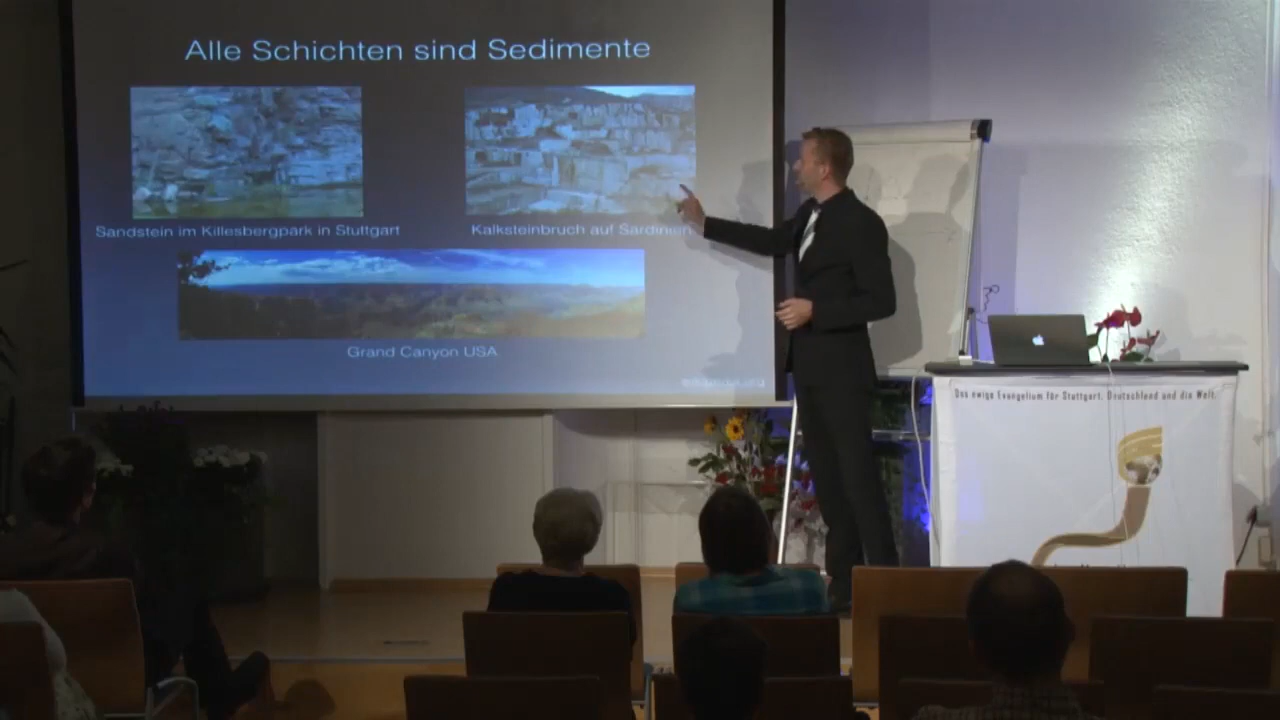 Alle Schichten sind Sedimente
Sandstein im Killesbergpark in Stuttgart
Kalksteinbruch auf Sardinien
Grand Canyon USA
Das ewige Evangelium für Stuttgart, Deutschland und die Welt.